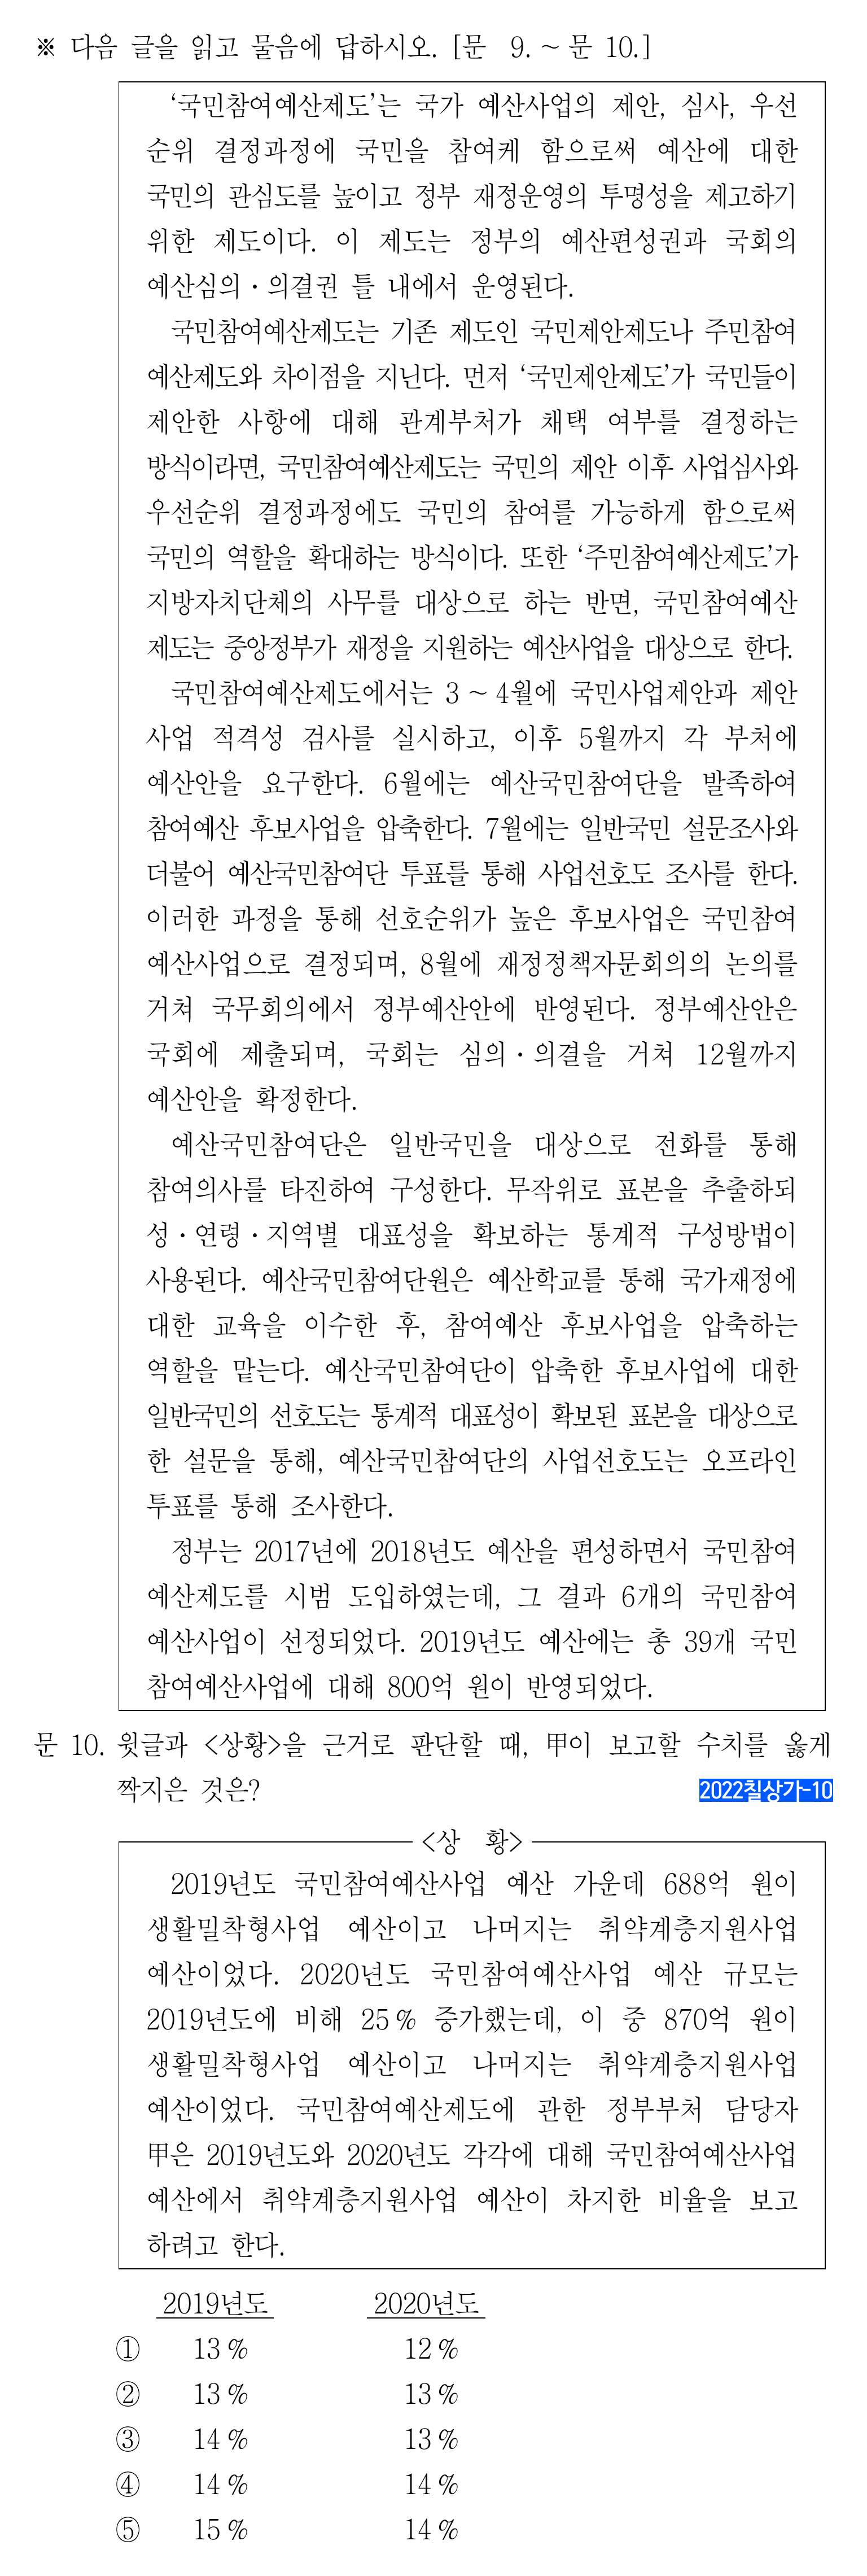 ※ 다음 글을 읽고 물음에 답하시오. [문 9. ~ 문 10.]
‘국민참여예산제도’는 국가 예산사업의 제안, 심사, 우선
순위 결정과정에 국민을 참여케 함으로써 예산에 대한
국민의 관심도를 높이고 정부 재정운영의 투명성을 제고하기
위한 제도이다. 이 제도는 정부의 예산편성권과 국회의
예산심의・의결권 틀 내에서 운영된다.
국민참여예산제도는 기존 제도인 국민제안제도나 주민참여
예산제도와 차이점을 지닌다. 먼저 ‘국민제안제도’가 국민들이
제안한 사항에 대해 관계부처가 채택 여부를 결정하는
방식이라면, 국민참여예산제도는 국민의 제안 이후 사업심사와
우선순위 결정과정에도 국민의 참여를 가능하게 함으로써
국민의 역할을 확대하는 방식이다. 또한 ‘주민참여예산제도’가
지방자치단체의 사무를 대상으로 하는 반면, 국민참여예산
제도는 중앙정부가 재정을 지원하는 예산사업을 대상으로 한다.
국민참여예산제도에서는 3 ~ 4월에 국민사업제안과 제안
사업 적격성 검사를 실시하고, 이후 5월까지 각 부처에
예산안을 요구한다. 6월에는 예산국민참여단을 발족하여
참여예산 후보사업을 압축한다. 7월에는 일반국민 설문조사와
더불어 예산국민참여단 투표를 통해 사업선호도 조사를 한다.
이러한 과정을 통해 선호순위가 높은 후보사업은 국민참여
예산사업으로 결정되며, 8월에 재정정책자문회의의 논의를
거쳐 국무회의에서 정부예산안에 반영된다. 정부예산안은
국회에 제출되며, 국회는 심의・의결을 거쳐 12월까지
예산안을 확정한다.
예산국민참여단은 일반국민을 대상으로 전화를 통해
참여의사를 타진하여 구성한다. 무작위로 표본을 추출하되
성・연령・지역별 대표성을 확보하는 통계적 구성방법이
사용된다. 예산국민참여단원은 예산학교를 통해 국가재정에
대한 교육을 이수한 후, 참여예산 후보사업을 압축하는
역할을 맡는다. 예산국민참여단이 압축한 후보사업에 대한
일반국민의 선호도는 통계적 대표성이 확보된 표본을 대상으로
한 설문을 통해, 예산국민참여단의 사업선호도는 오프라인
투표를 통해 조사한다.
정부는 2017년에 2018년도 예산을 편성하면서 국민참여
예산제도를 시범 도입하였는데, 그 결과 6개의 국민참여
예산사업이 선정되었다. 2019년도 예산에는 총 39개 국민
참여예산사업에 대해 800억 원이 반영되었다.
문 10. 윗글과 <상황>을 근거로 판단할 때, 甲이 보고할 수치를 옳게
짝지은 것은?
2022칠상가-10
<상 황>
2019년도 국민참여예산사업 예산 가운데 688억 원이
생활밀착형사업 예산이고 나머지는 취약계층지원사업
예산이었다. 2020년도 국민참여예산사업 예산 규모는
2019년도에 비해 25 % 증가했는데, 이 중 870억 원이
생활밀착형사업 예산이고 나머지는 취약계층지원사업
예산이었다. 국민참여예산제도에 관한 정부부처 담당자
甲은 2019년도와 2020년도 각각에 대해 국민참여예산사업
예산에서 취약계층지원사업 예산이 차지한 비율을 보고
하려고 한다.
2019년도 2020년도
① 13 % 12 %
② 13 % 13 %
③ 14 % 13 %
④ 14 % 14 %
⑤ 15 % 14 %